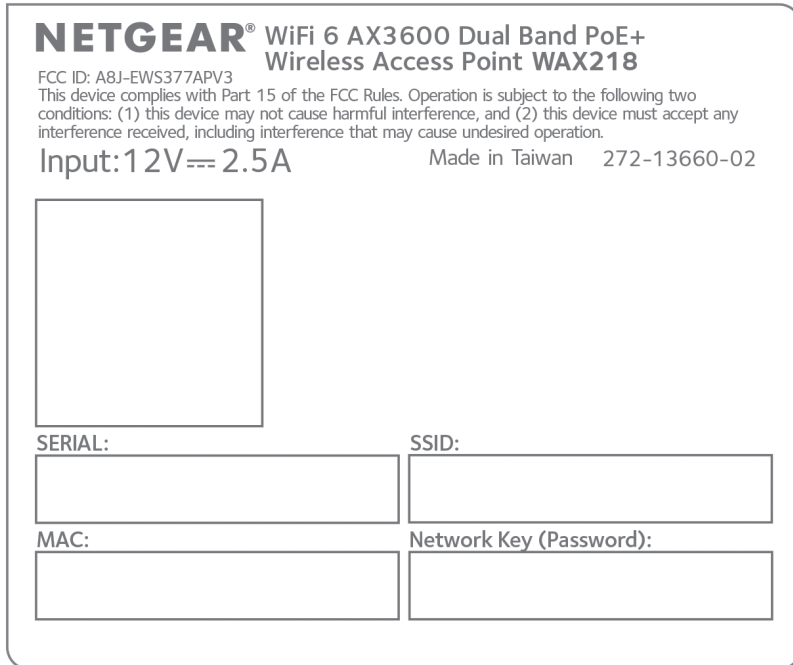 NETGEAR® WiFi 6 AX3600 Dual Band PoE+
Wireless Access Point WAX218
FCC ID: A8J-EWS377APV3
This device complies with Part 15 of the FCC Rules. Operation is subject to the following two
conditions: (1) this device may not cause harmful interference, and (2) this device must accept any
interference received, including interference that may cause undesired operation.
Input:12V⎓2.5A Made in Taiwan 272-13660-02
SERIAL: SSID:
MAC: Network Key (Password):